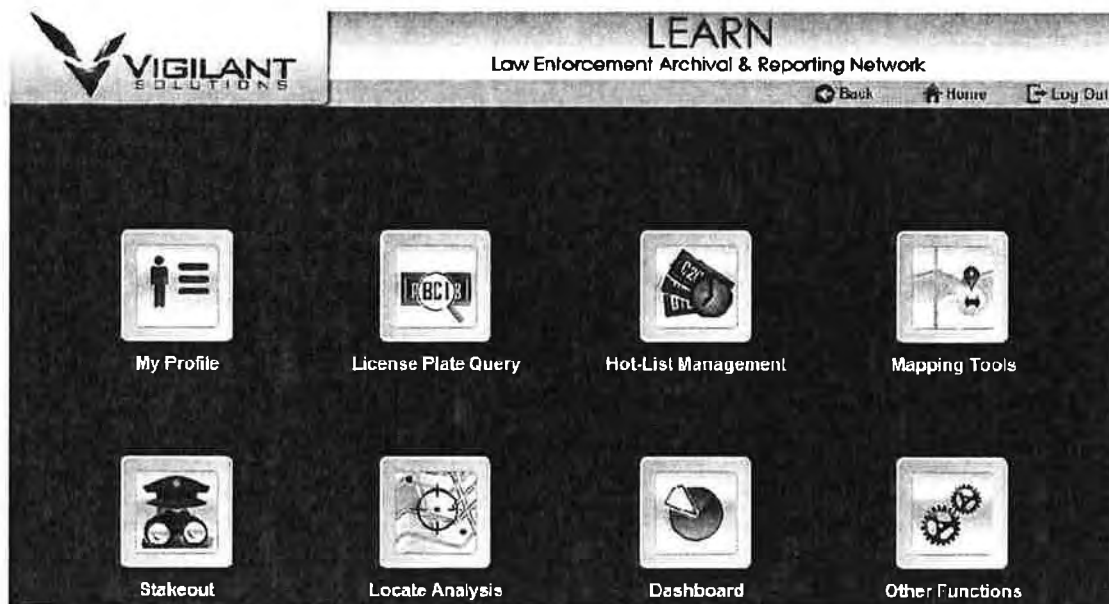 VIGILANT
SOLUTIONS
LEARN
Law Enforcement Archival & Reporting Network
Back Home Log Out
My Profile License Plate Query Hot-List Management Mapping Tools
Stakeout Locate Analysis Dashboard Other Functions